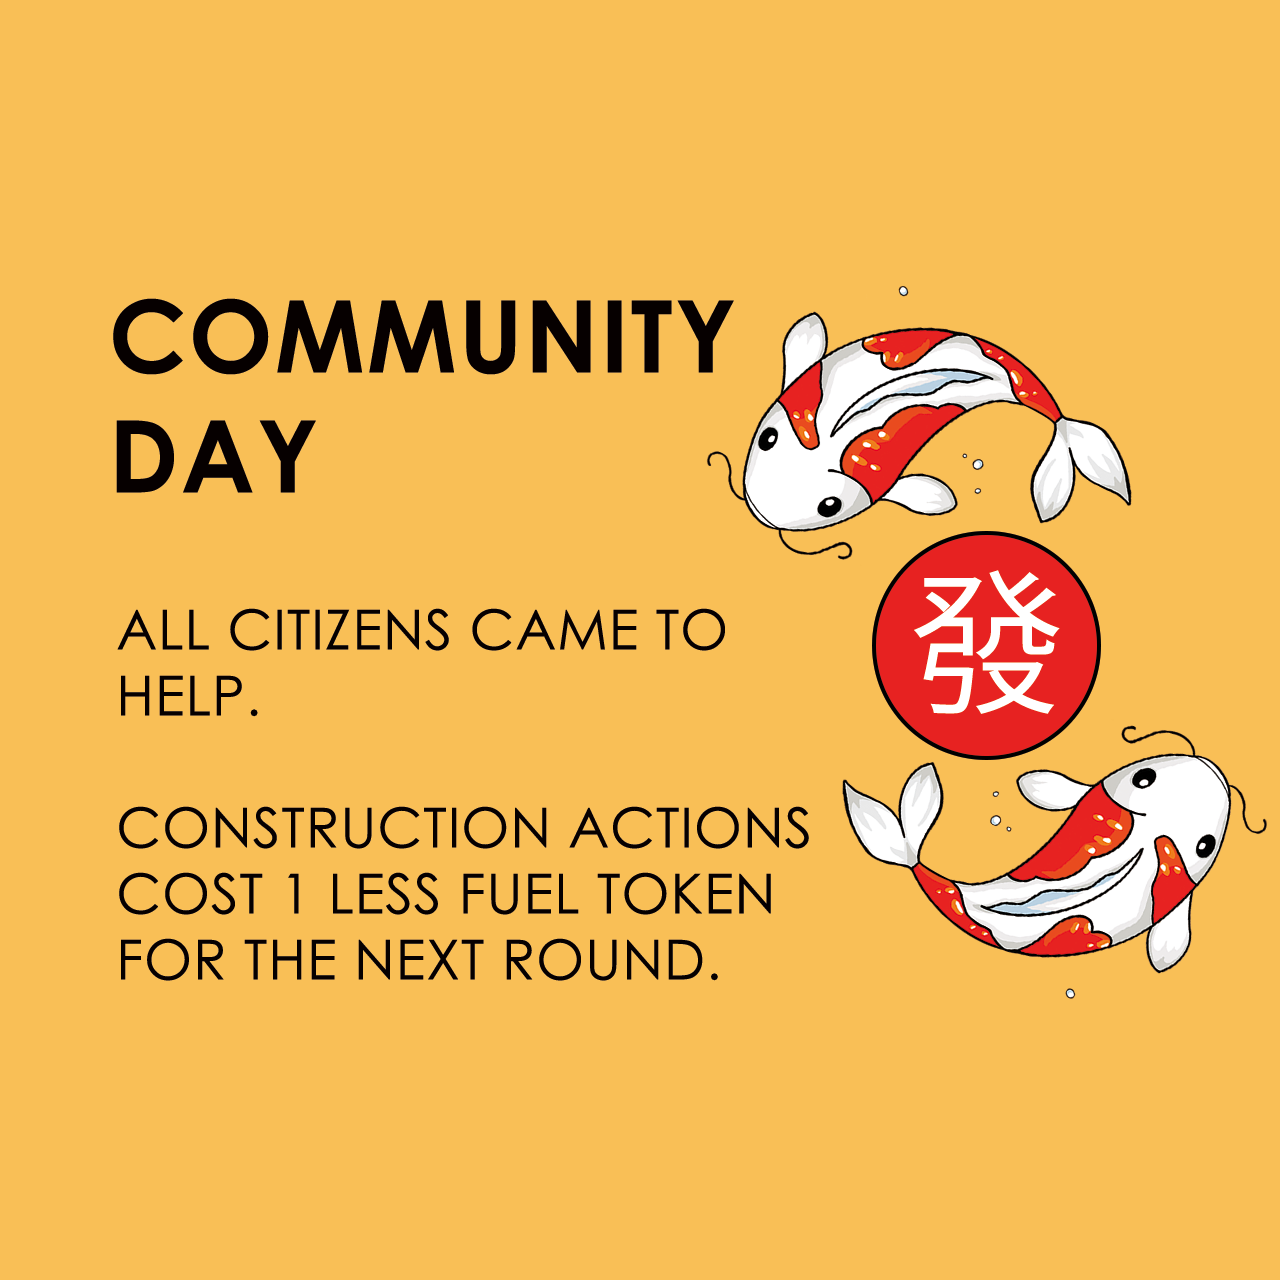 COMMUNITY
DAY
ALL CITIZENS CAME TO
HELP.
發
CONSTRUCTION ACTIONS
COST 1 LESS FUEL TOKEN
FOR THE NEXT ROUND.